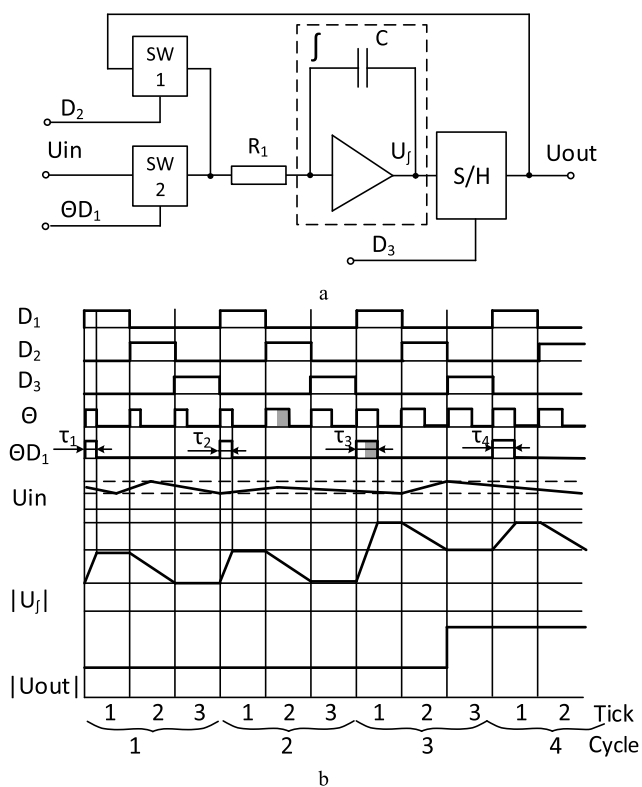 SW
1
∫
C
D₂
Uin
SW
2
R₁
U∫
S/H
Uout
ΘD₁
D₃
a
D₁
D₂
D₃
Θ
τ₁
τ₂
τ₃
τ₄
ΘD₁
Uin
|U∫|
|Uout|
1 2 3 1 2 3 1 2 3 1 2 Tick
1 2 3 4 Cycle
b